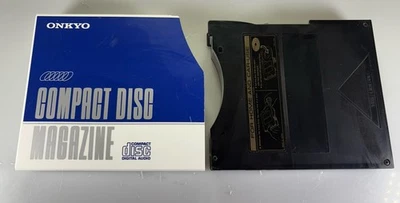 ONKYO
COMPACT DISC
MAGAZINE
COMPACT
disc
DIGITAL AUDIO